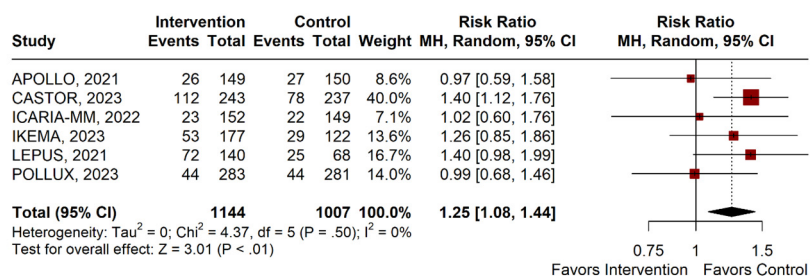 Intervention Control Risk Ratio Risk Ratio
Study Events Total Events Total Weight MH, Random, 95% CI MH, Random, 95% CI
APOLLO, 2021 26 149 27 150 8.6% 0.97 [0.59, 1.58]
CASTOR, 2023 112 243 78 237 40.0% 1.40 [1.12, 1.76]
ICARIA-MM, 2022 23 152 22 149 7.1% 1.02 [0.60, 1.76]
IKEMA, 2023 53 177 29 122 13.6% 1.26 [0.85, 1.86]
LEPUS, 2021 72 140 25 68 16.7% 1.40 [0.98, 1.99]
POLLUX, 2023 44 283 44 281 14.0% 0.99 [0.68, 1.46]
Total (95% CI) 1144 1007 100.0% 1.25 [1.08, 1.44]
Heterogeneity: Tau² = 0; Chi² = 4.37, df = 5 (P = .50); I² = 0%
Test for overall effect: Z = 3.01 (P < .01)
0.75 1 1.5
Favors Intervention Favors Control